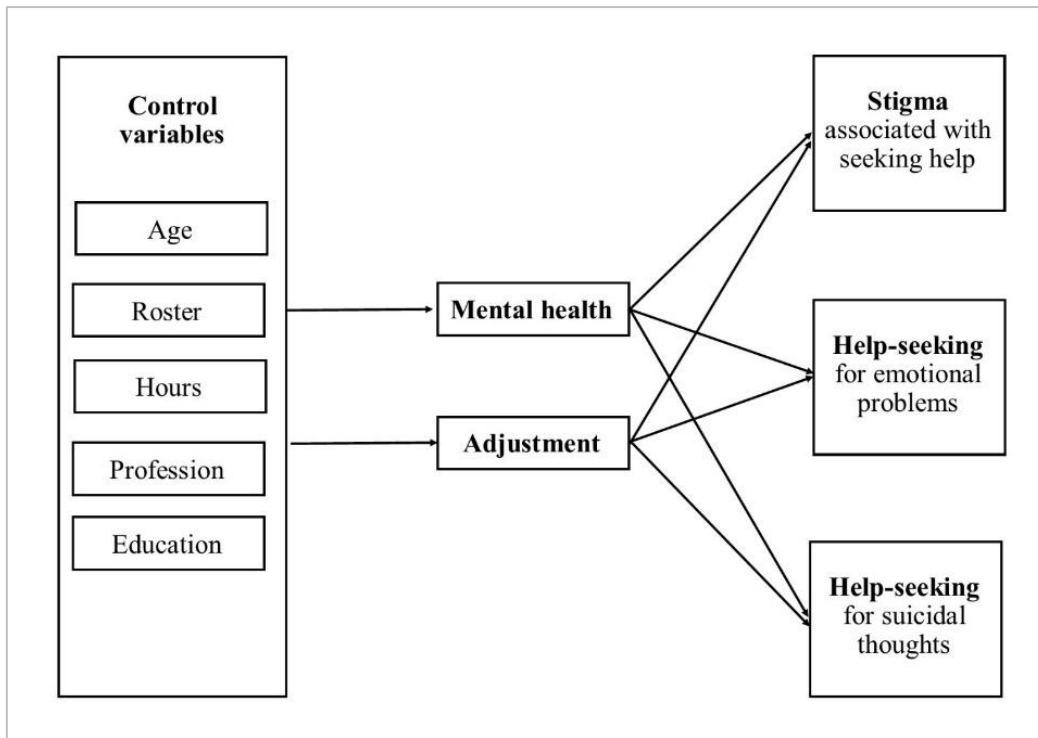 Control
variables
Age
Roster
Hours
Profession
Education
Mental health
Adjustment
Stigma
associated with
seeking help
Help-seeking
for emotional
problems
Help-seeking
for suicidal
thoughts